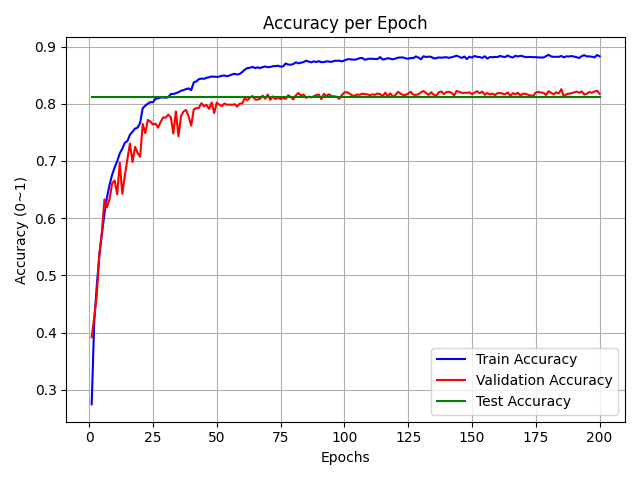 Accuracy per Epoch
Accuracy (0~1)
0.9
0.8
0.7
0.6
0.5
0.4
0.3
0 25 50 75 100 125 150 175 200
Epochs
Train Accuracy
Validation Accuracy
Test Accuracy